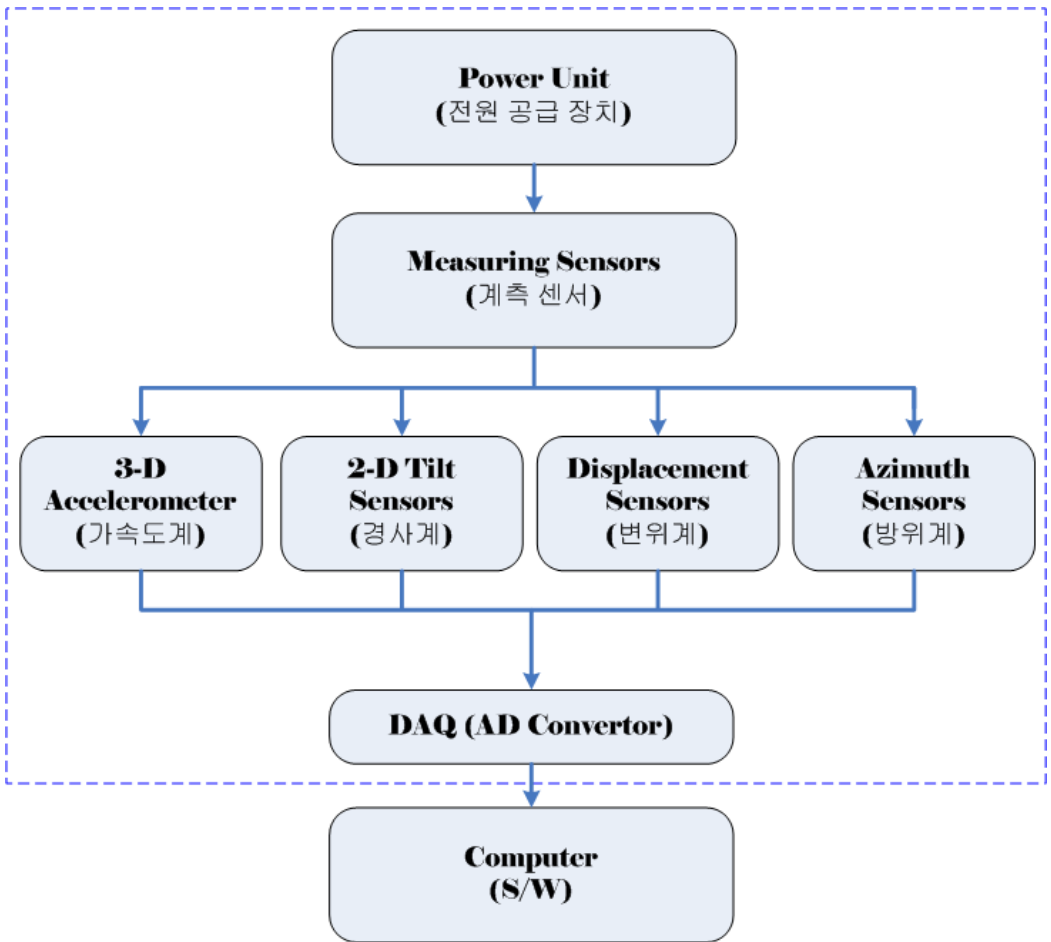 Power Unit
(전원 공급 장치)
Measuring Sensors
(계측 센서)
3-D
Accelerometer
(가속도계)
2-D Tilt
Sensors
(경사계)
Displacement
Sensors
(변위계)
Azimuth
Sensors
(방위계)
DAQ (AD Convertor)
Computer
(S/W)